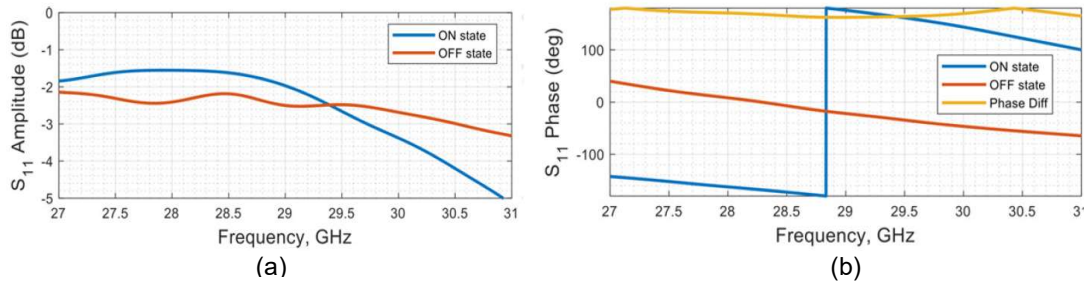 S11 Amplitude (dB)
0
-1
-2
-3
-4
-5
27 27.5 28 28.5 29 29.5 30 30.5 31
Frequency, GHz
ON state
OFF state
(a)
S11 Phase (deg)
100
0
-100
27 27.5 28 28.5 29 29.5 30 30.5
Frequency, GHz
ON state
OFF state
Phase Diff
(b)